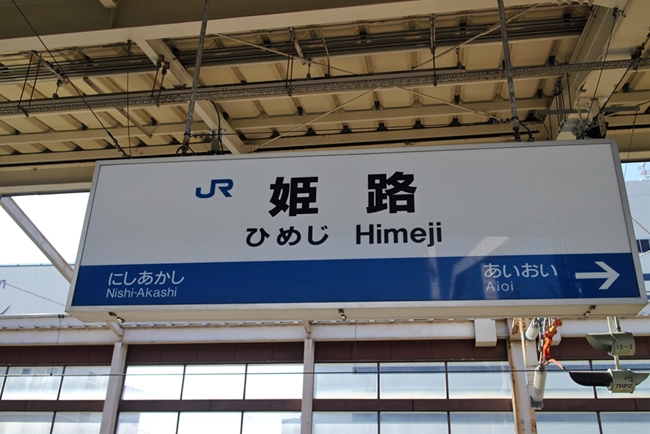 JR 姫路
ひめじ Himeji
にしあかし
Nishi-Akashi
あいおい →
Aioi